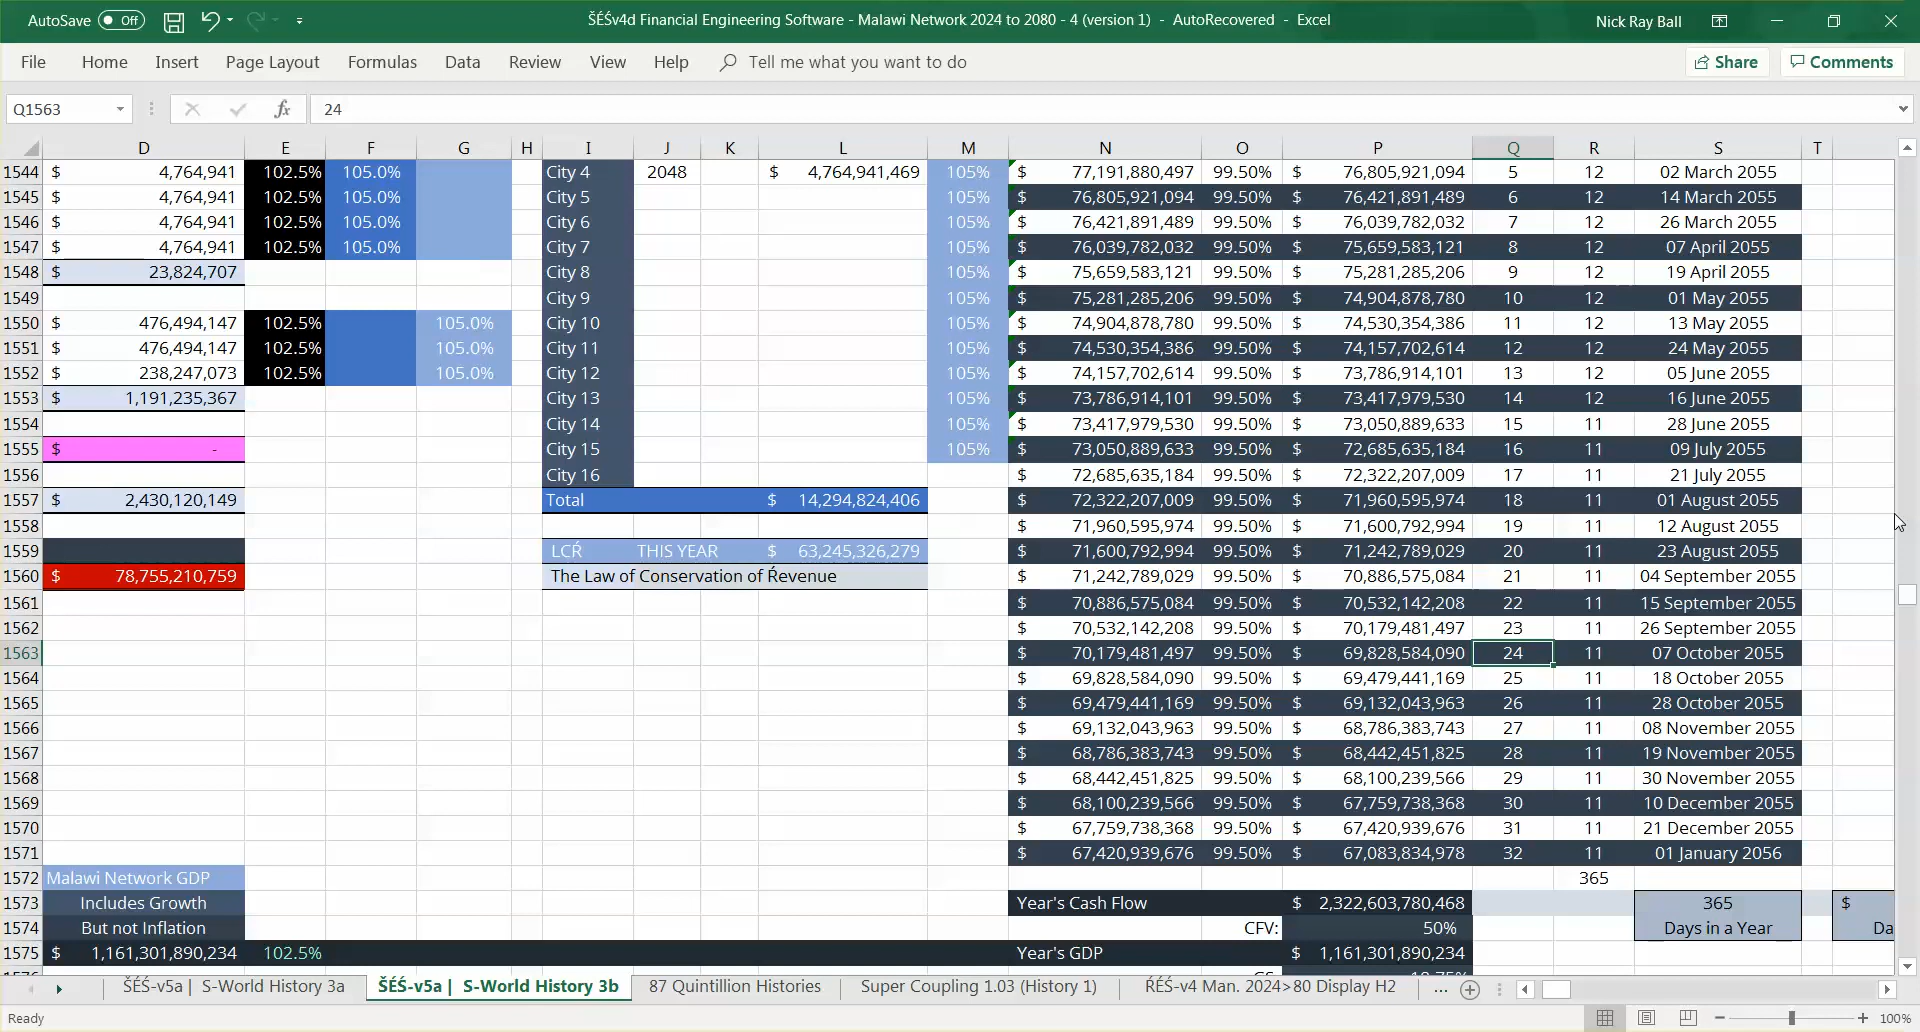 AutoSave Off ŠÉŚv4d Financial Engineering Software - Malawi Network 2024 to 2080 - 4 (version 1) - AutoRecovered - Excel Nick Ray Ball
File Home Insert Page Layout Formulas Data Review View Help Tell me what you want to do Share Comments
Q1563 fx 24
D E F G H I J K L M N O P Q R S T
1544 $ 4,764,941 102.5% 105.0% City 4 2048 $ 4,764,941,469 105% $ 77,191,880,497 99.50% $ 76,805,921,094 5 12 02 March 2055
1545 $ 4,764,941 102.5% 105.0% City 5 105% $ 76,805,921,094 99.50% $ 76,421,891,489 6 12 14 March 2055
1546 $ 4,764,941 102.5% 105.0% City 6 105% $ 76,421,891,489 99.50% $ 76,039,782,032 7 12 26 March 2055
1547 $ 4,764,941 102.5% 105.0% City 7 105% $ 76,039,782,032 99.50% $ 75,659,583,121 8 12 07 April 2055
1548 $ 23,824,707 City 8 105% $ 75,659,583,121 99.50% $ 75,281,285,206 9 12 19 April 2055
1549 City 9 105% $ 75,281,285,206 99.50% $ 74,904,878,780 10 12 01 May 2055
1550 $ 476,494,147 102.5% 105.0% City 10 105% $ 74,904,878,780 99.50% $ 74,530,354,386 11 12 13 May 2055
1551 $ 476,494,147 102.5% 105.0% City 11 105% $ 74,530,354,386 99.50% $ 74,157,702,614 12 12 24 May 2055
1552 $ 238,247,073 102.5% 105.0% City 12 105% $ 74,157,702,614 99.50% $ 73,786,914,101 13 12 05 June 2055
1553 $ 1,191,235,367 City 13 105% $ 73,786,914,101 99.50% $ 73,417,979,530 14 12 16 June 2055
1554 City 14 105% $ 73,417,979,530 99.50% $ 73,050,889,633 15 11 28 June 2055
1555 $ - City 15 105% $ 73,050,889,633 99.50% $ 72,685,635,184 16 11 09 July 2055
1556 City 16 $ 72,685,635,184 99.50% $ 72,322,207,009 17 11 21 July 2055
1557 $ 2,430,120,149 Total $ 14,294,824,406 $ 72,322,207,009 99.50% $ 71,960,595,974 18 11 01 August 2055
1558 $ 71,960,595,974 99.50% $ 71,600,792,994 19 11 12 August 2055
1559 LCŔ THIS YEAR $ 63,245,326,279 $ 71,600,792,994 99.50% $ 71,242,789,029 20 11 23 August 2055
1560 $ 78,755,210,759 The Law of Conservation of Ŕevenue $ 71,242,789,029 99.50% $ 70,886,575,084 21 11 04 September 2055
1561 $ 70,886,575,084 99.50% $ 70,532,142,208 22 11 15 September 2055
1562 $ 70,532,142,208 99.50% $ 70,179,481,497 23 11 26 September 2055
1563 $ 70,179,481,497 99.50% $ 69,828,584,090 24 11 07 October 2055
1564 $ 69,828,584,090 99.50% $ 69,479,441,169 25 11 18 October 2055
1565 $ 69,479,441,169 99.50% $ 69,132,043,963 26 11 28 October 2055
1566 $ 69,132,043,963 99.50% $ 68,786,383,743 27 11 08 November 2055
1567 $ 68,786,383,743 99.50% $ 68,442,451,825 28 11 19 November 2055
1568 $ 68,442,451,825 99.50% $ 68,100,239,566 29 11 30 November 2055
1569 $ 68,100,239,566 99.50% $ 67,759,738,368 30 11 10 December 2055
1570 $ 67,759,738,368 99.50% $ 67,420,939,676 31 11 21 December 2055
1571 $ 67,420,939,676 99.50% $ 67,083,834,978 32 11 01 January 2056
1572 Malawi Network GDP 365
1573 Includes Growth Year's Cash Flow $ 2,322,603,780,468 365 $
1574 But not Inflation CFV: 50% Days in a Year Da
1575 $ 1,161,301,890,234 102.5% Year's GDP $ 1,161,301,890,234
ŠÉŚ-v5a | S-World History 3a ŠÉŚ-v5a | S-World History 3b 87 Quintillion Histories Super Coupling 1.03 (History 1) ŔÉŚ-v4 Man. 2024>80 Display H2 ...
Ready 100%